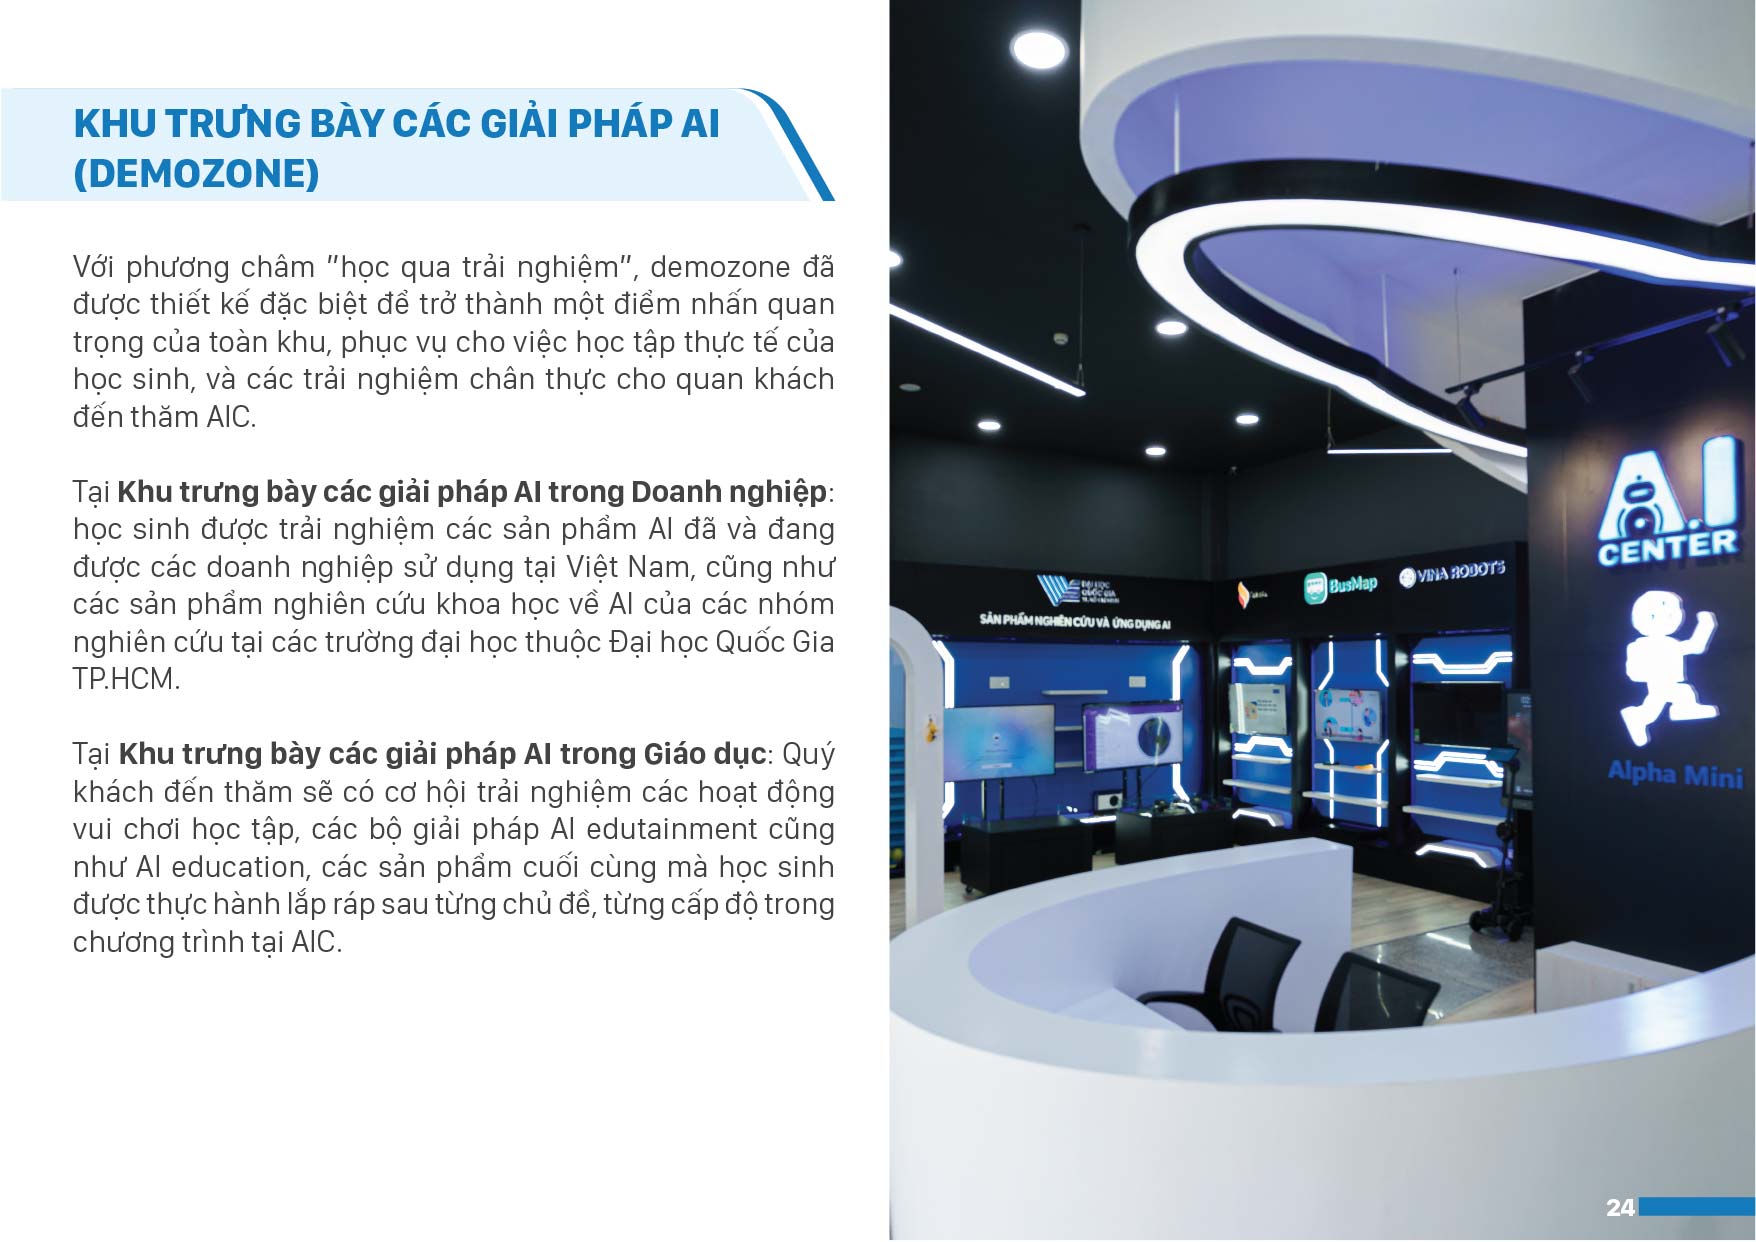 KHU TRƯNG BÀY CÁC GIẢI PHÁP AI
(DEMOZONE)
Với phương châm "học qua trải nghiệm", demozone đã
được thiết kế đặc biệt để trở thành một điểm nhấn quan
trọng của toàn khu, phục vụ cho việc học tập thực tế của
học sinh, và các trải nghiệm chân thực cho quan khách
đến thăm AIC.
Tại Khu trưng bày các giải pháp AI trong Doanh nghiệp:
học sinh được trải nghiệm các sản phẩm AI đã và đang
được các doanh nghiệp sử dụng tại Việt Nam, cũng như
các sản phẩm nghiên cứu khoa học về AI của các nhóm
nghiên cứu tại các trường đại học thuộc Đại học Quốc Gia
TP.HCM.
Tại Khu trưng bày các giải pháp AI trong Giáo dục: Quý
khách đến thăm sẽ có cơ hội trải nghiệm các hoạt động
vui chơi học tập, các bộ giải pháp AI edutainment cũng
như AI education, các sản phẩm cuối cùng mà học sinh
được thực hành lắp ráp sau từng chủ đề, từng cấp độ trong
chương trình tại AIC.
A.I
CENTER
Alpha Mini
ĐẠI HỌC
QUỐC GIA
SẢN PHẨM NGHIÊN CỨU VÀ ỨNG DỤNG AI
BusMap
VINA ROBOTS
24